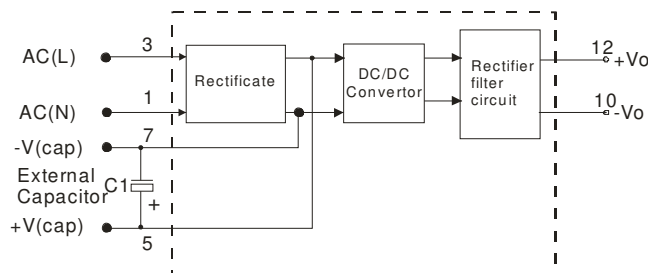 AC(L)
3
AC(N)
1
-V(cap)
7
External
Capacitor
C1
+
+V(cap)
5
Rectificate
DC/DC
Convertor
Rectifier
filter
circuit
12
+Vo
10
-Vo